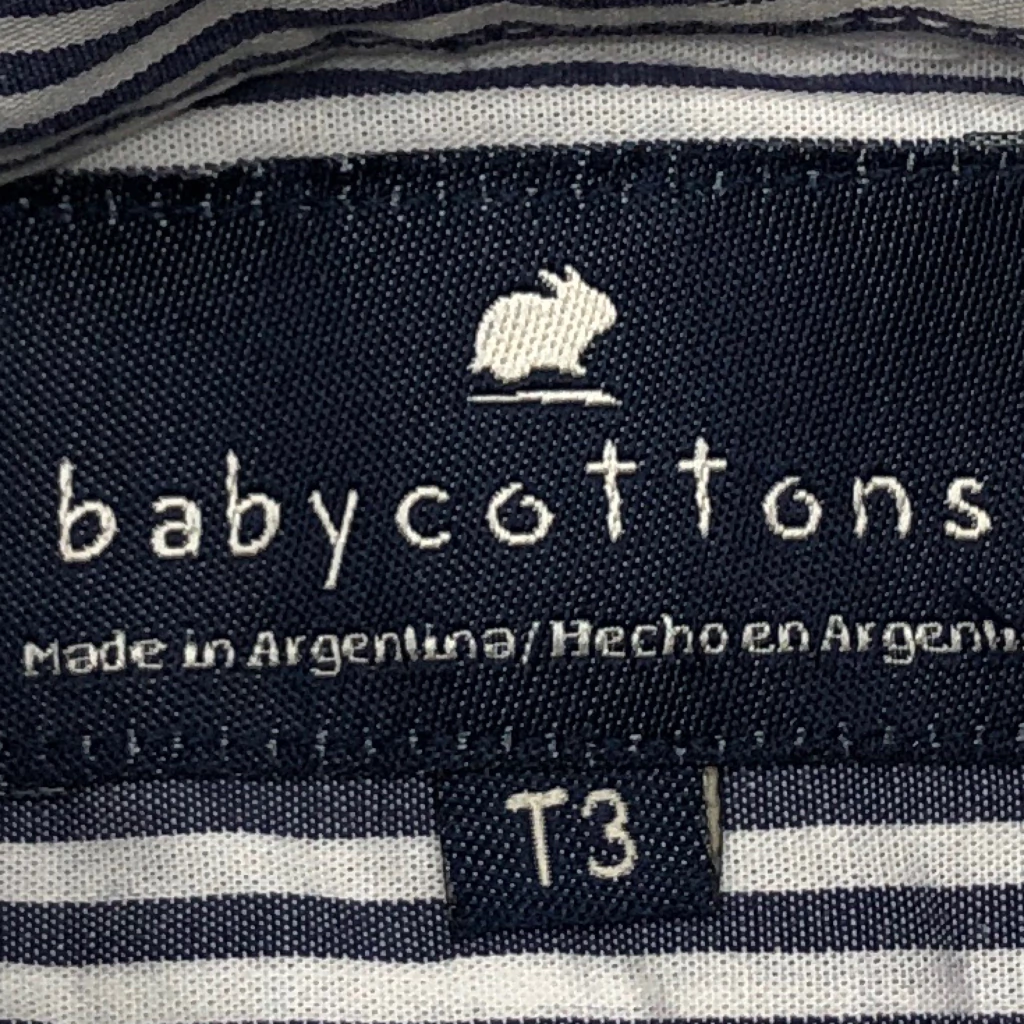 babycottons
Made in Argentina/Hecho en
T3